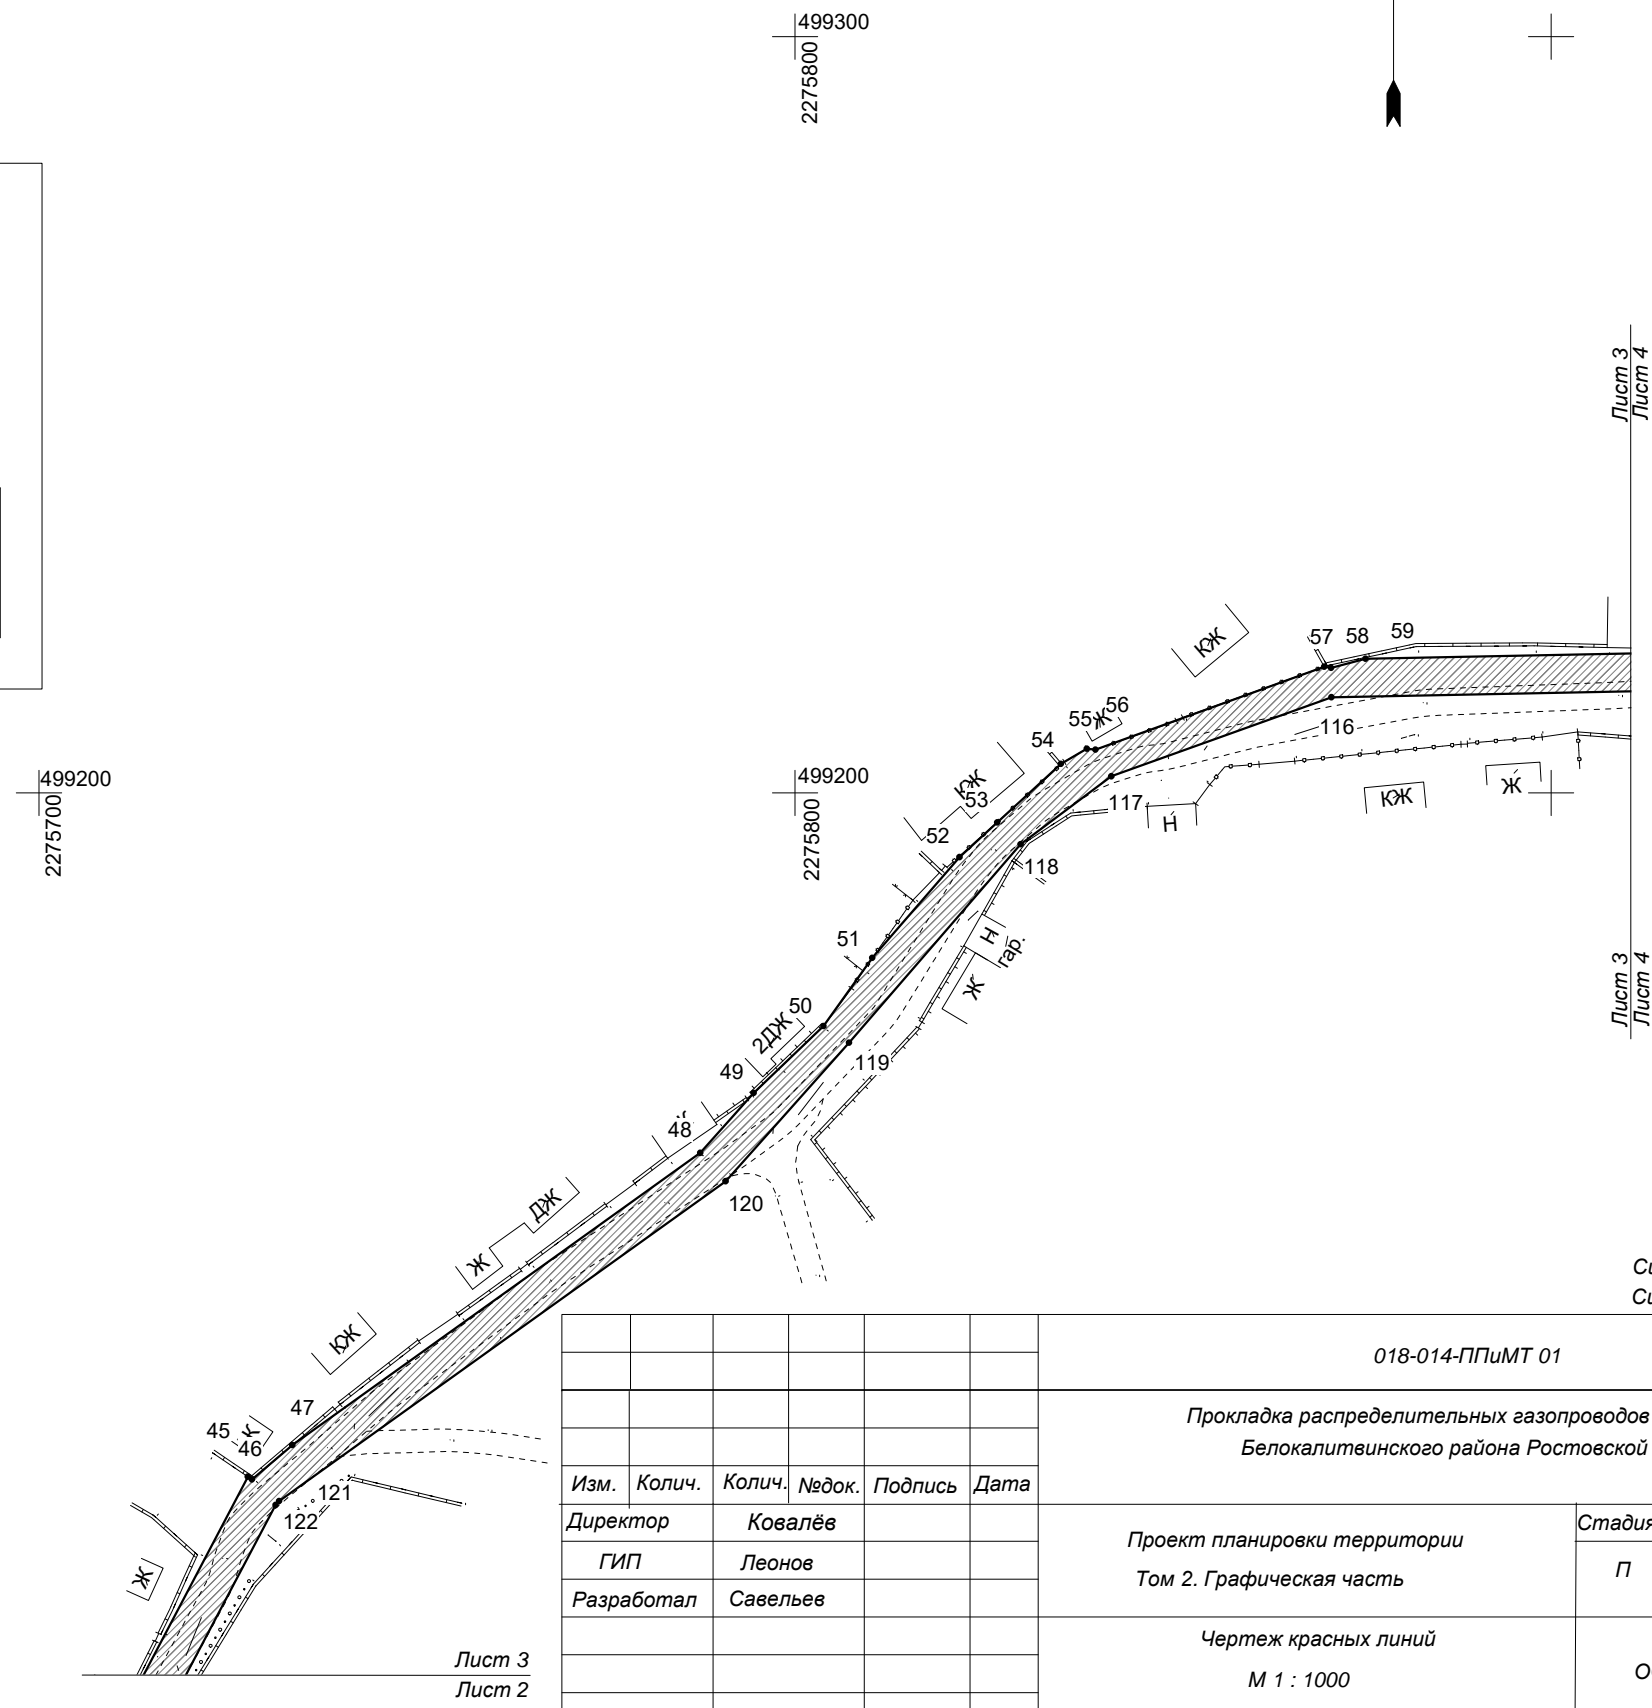 499300
2275800
Лист 3
Лист 4
КЖ
57
58
59
55
Ж
56
54
116
499200
2275700
499200
2275800
КЖ
53
КЖ
Ж
117
Н
52
118
51
Н
гар.
Ж
Лист 3
Лист 4
50
2ДЖ
49
119
48
120
ДЖ
Ж
КЖ
47
45
К
46
121
122
Ж
Лист 3
Лист 2
018-014-ППиМТ 01
Прокладка распределительных газопроводов
Белокалитвинского района Ростовской
Изм. Колич. Колич. №док. Подпись Дата
Директор Ковалёв
ГИП Леонов
Разработал Савельев
Проект планировки территории
Том 2. Графическая часть
Стадия
П
Чертеж красных линий
М 1 : 1000